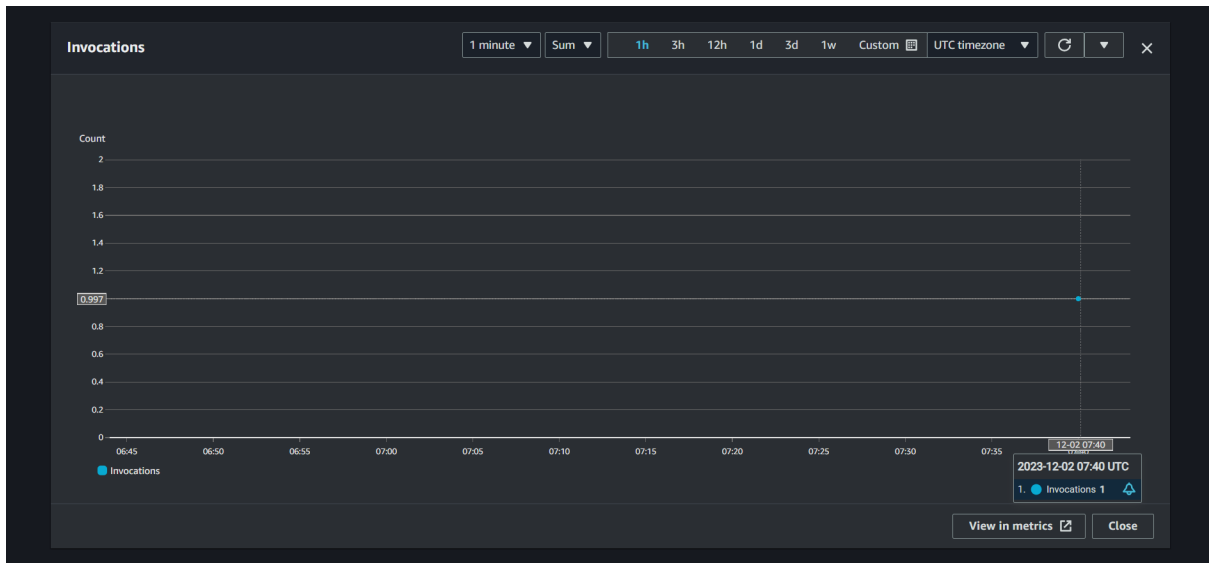 Invocations 1 minute ▼ Sum ▼ 1h 3h 12h 1d 3d 1w Custom UTC timezone ▼
Count
2
1.8
1.6
1.4
1.2
0.997
0.8
0.6
0.4
0.2
0
06:45 06:50 06:55 07:00 07:05 07:10 07:15 07:20 07:25 07:30 07:35 12-02 07:40
Invocations
2023-12-02 07:40 UTC
1. Invocations 1
View in metrics Close